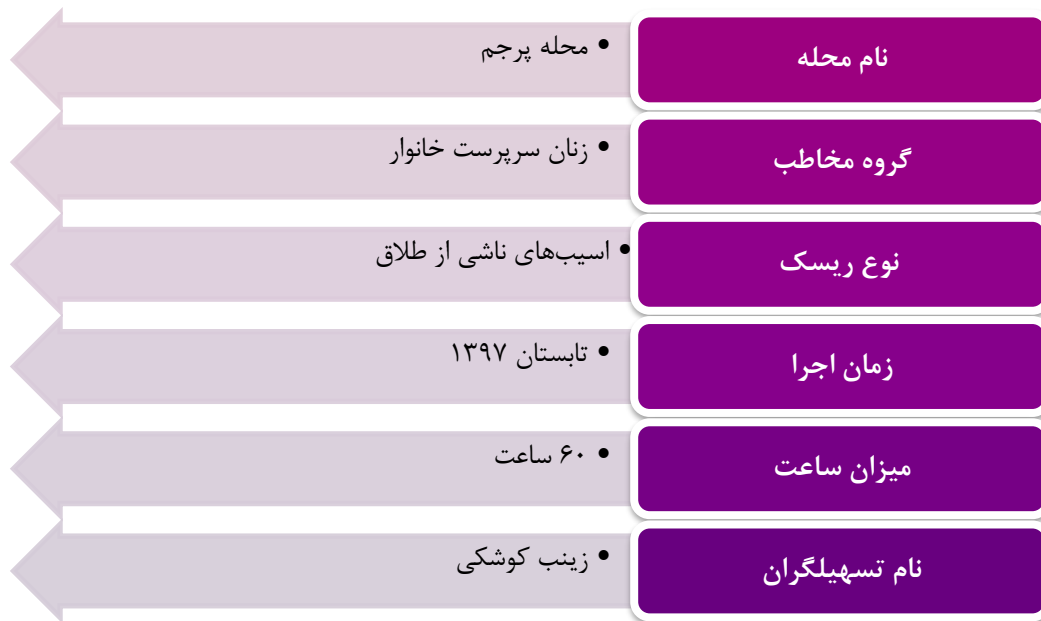 نام محله
• محله پرجم
گروه مخاطب
• زنان سرپرست خانوار
نوع ریسک
• اسیب‌های ناشی از طلاق
زمان اجرا
• تابستان ۱۳۹۷
میزان ساعت
• ۶۰ ساعت
نام تسهیلگران
• زینب کوشکی